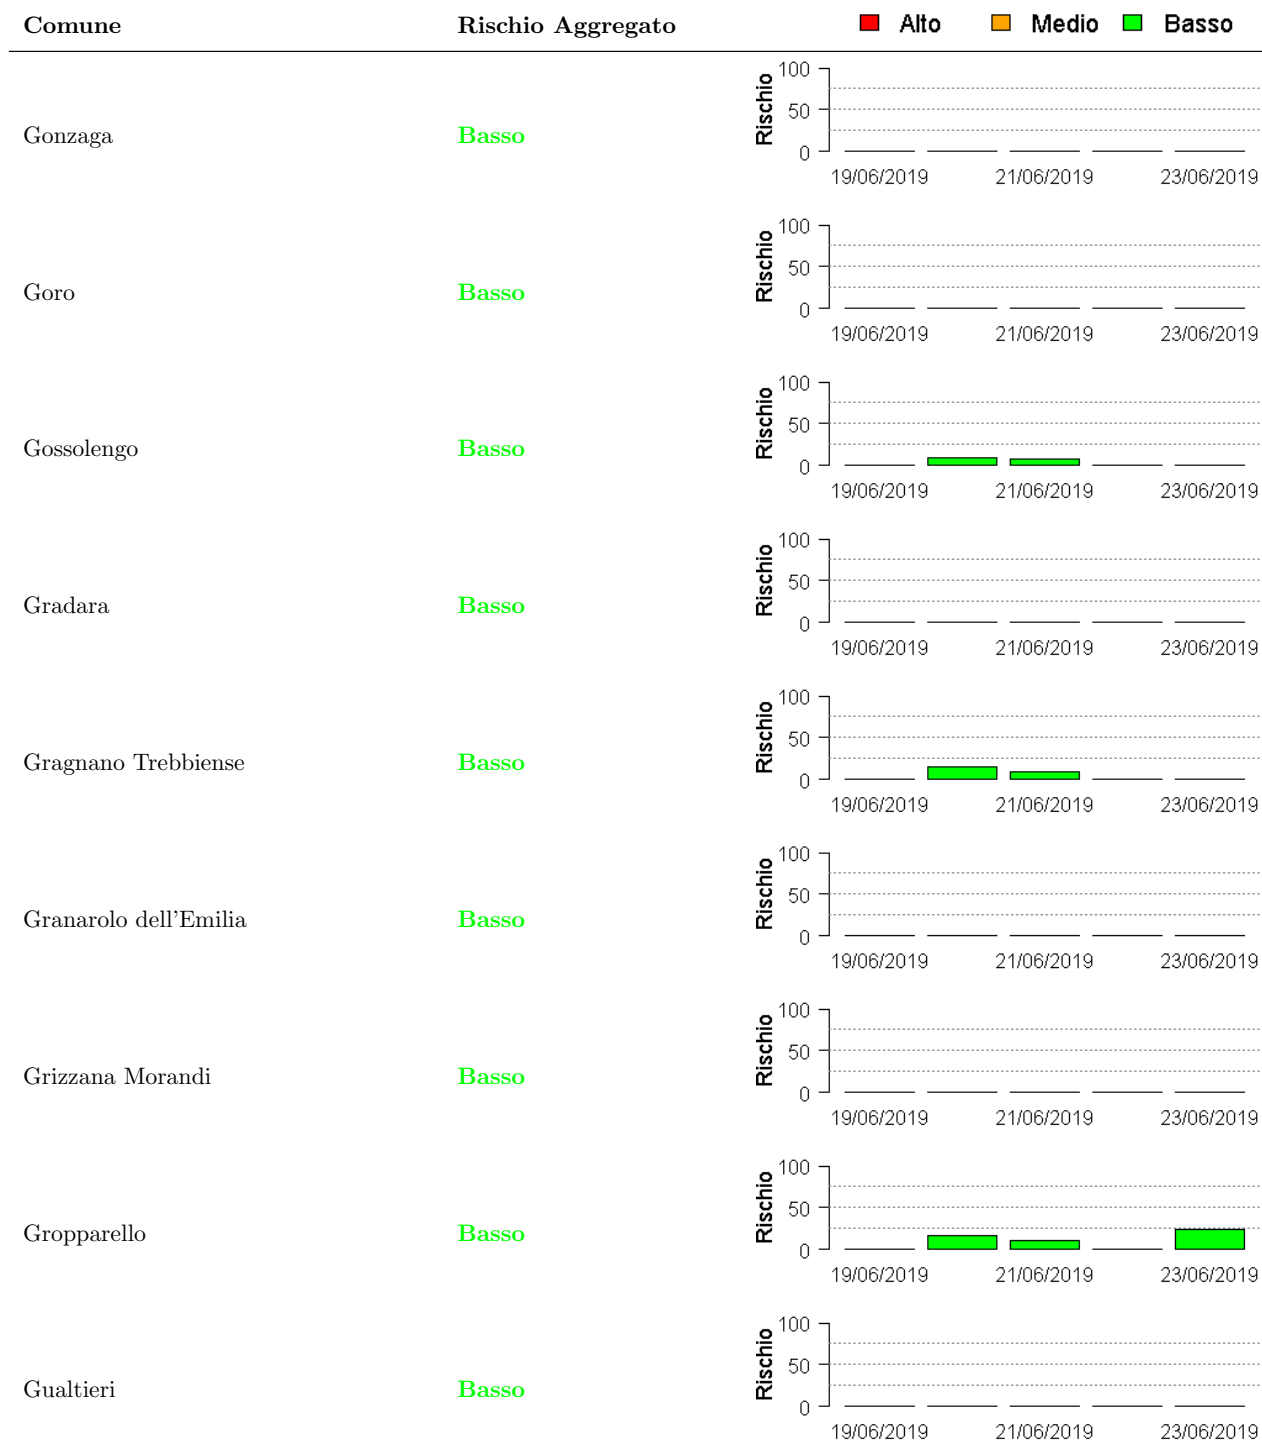 Comune Rischio Aggregato Alto Medio Basso
Gonzaga Basso Rischio 100 50 0
19/06/2019 21/06/2019 23/06/2019
Goro Basso Rischio 100 50 0
19/06/2019 21/06/2019 23/06/2019
Gossolengo Basso Rischio 100 50 0
19/06/2019 21/06/2019 23/06/2019
Gradara Basso Rischio 100 50 0
19/06/2019 21/06/2019 23/06/2019
Gragnano Trebbiense Basso Rischio 100 50 0
19/06/2019 21/06/2019 23/06/2019
Granarolo dell'Emilia Basso Rischio 100 50 0
19/06/2019 21/06/2019 23/06/2019
Grizzana Morandi Basso Rischio 100 50 0
19/06/2019 21/06/2019 23/06/2019
Gropparello Basso Rischio 100 50 0
19/06/2019 21/06/2019 23/06/2019
Gualtieri Basso Rischio 100 50 0
19/06/2019 21/06/2019 23/06/2019